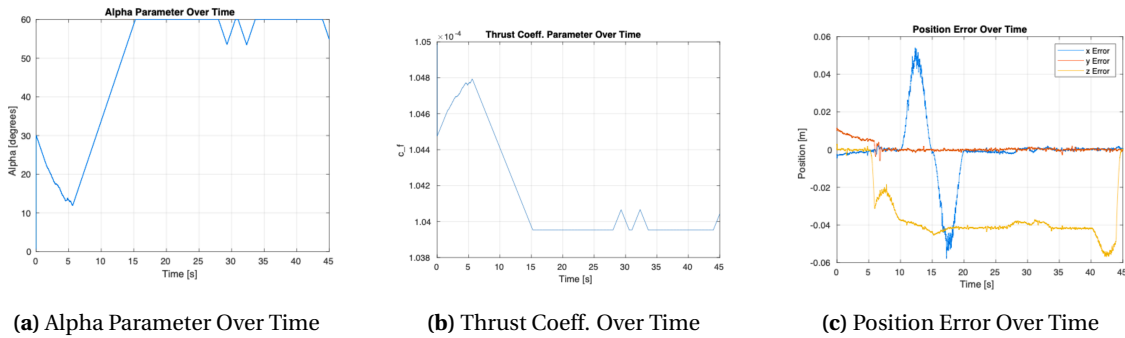 Alpha Parameter Over Time
60
50
40
30
20
10
0
Alpha [degrees]
0 5 10 15 20 25 30 35 40 45
Time [s]
×10⁻⁴
Thrust Coeff. Parameter Over Time
1.05
1.048
1.046
1.044
1.042
1.04
1.038
c_f
0 5 10 15 20 25 30 35 40 45
Time [s]
Position Error Over Time
0.06
0.04
0.02
0
-0.02
-0.04
-0.06
Position [m]
x Error
y Error
z Error
0 5 10 15 20 25 30 35 40 45
Time [s]
(a) Alpha Parameter Over Time
(b) Thrust Coeff. Over Time
(c) Position Error Over Time